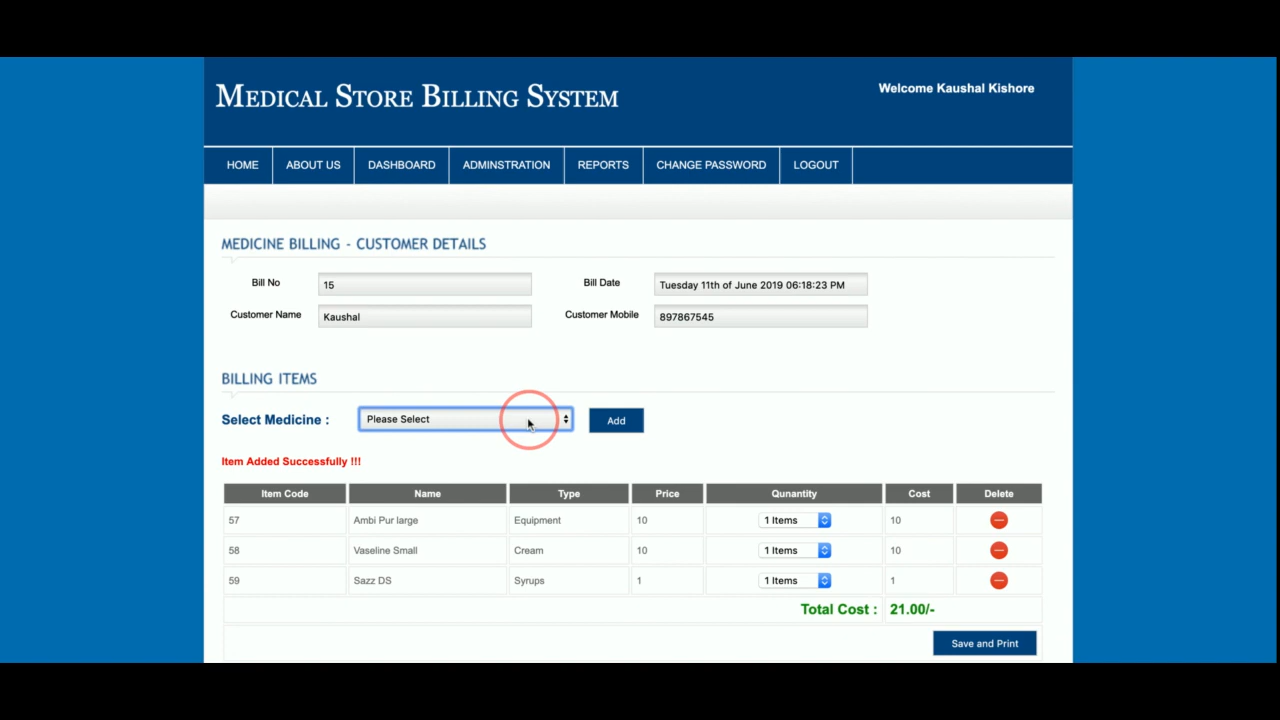 MEDICAL STORE BILLING SYSTEM
Welcome Kaushal Kishore
HOME ABOUT US DASHBOARD ADMINSTRATION REPORTS CHANGE PASSWORD LOGOUT
MEDICINE BILLING - CUSTOMER DETAILS
Bill No 15 Bill Date Tuesday 11th of June 2019 06:18:23 PM
Customer Name Kaushal Customer Mobile 897867545
BILLING ITEMS
Select Medicine : Please Select Add
Item Added Successfully !!!
Item Code Name Type Price Qunantity Cost Delete
57 Ambi Pur large Equipment 10 1 Items 10
58 Vaseline Small Cream 10 1 Items 10
59 Sazz DS Syrups 1 1 Items 1
Total Cost : 21.00/-
Save and Print